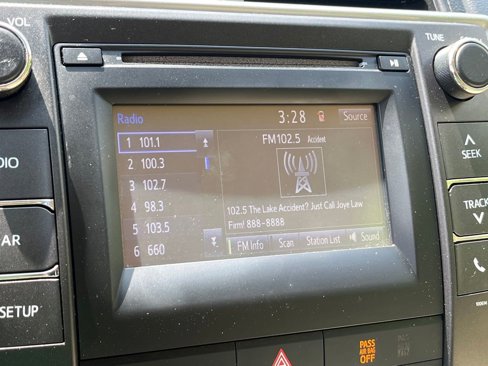 VOL
TUNE
Radio
3:28
Source
1 101.1
2 100.3
3 102.7
4 98.3
5 103.5
6 660
FM102.5 Accident
102.5 The Lake Accident? Just Call Joye Law
Firm! 888-8888
FM Info
Scan
Station List
Sound
SEEK
TRACK
SETUP
PASS
AIR BAG
OFF